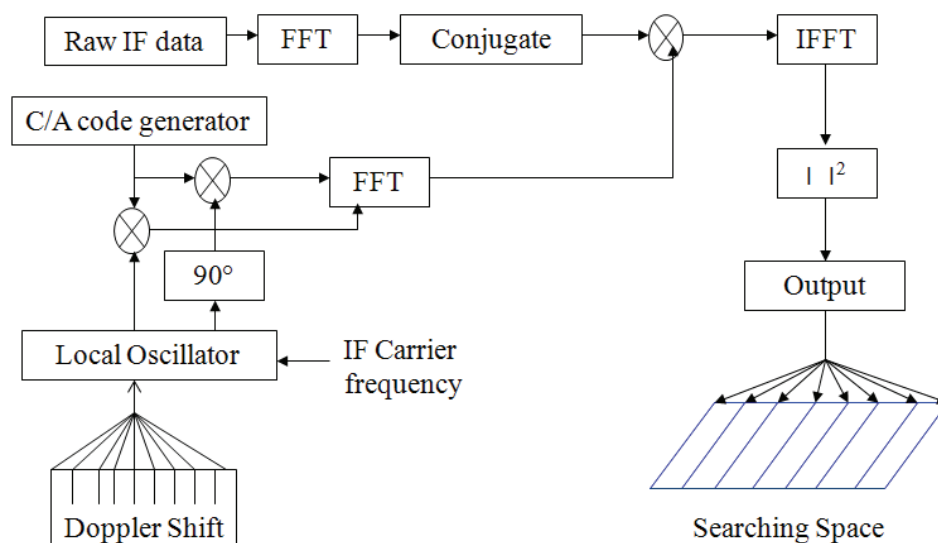 Raw IF data
FFT
Conjugate
IFFT
C/A code generator
FFT
| |²
90°
Output
Local Oscillator
IF Carrier
frequency
Doppler Shift
Searching Space